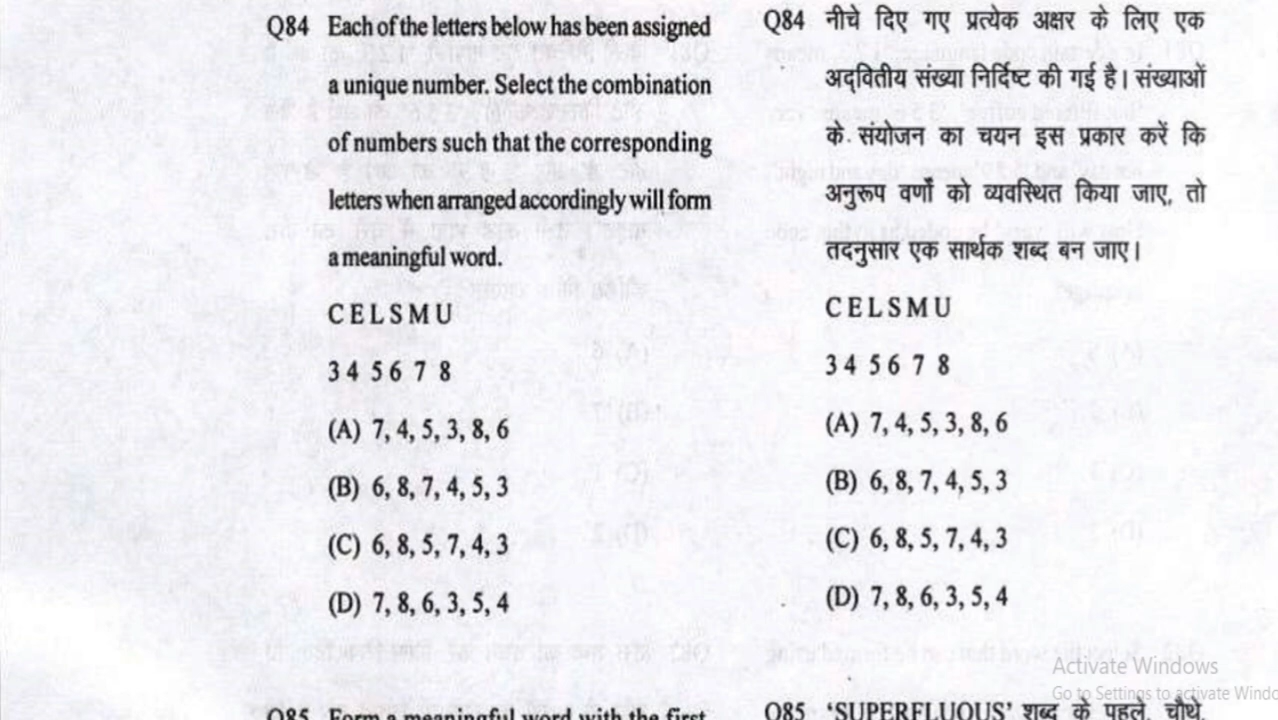 Q84 Each of the letters below has been assigned
a unique number. Select the combination
of numbers such that the corresponding
letters when arranged accordingly will form
a meaningful word.
C E L S M U
3 4 5 6 7 8
(A) 7, 4, 5, 3, 8, 6
(B) 6, 8, 7, 4, 5, 3
(C) 6, 8, 5, 7, 4, 3
(D) 7, 8, 6, 3, 5, 4
Q85 Form a meaningful word with the first,
Q84 नीचे दिए गए प्रत्येक अक्षर के लिए एक
अद्वितीय संख्या निर्दिष्ट की गई है। संख्याओं
के संयोजन का चयन इस प्रकार करें कि
अनुरूप वर्णों को व्यवस्थित किया जाए, तो
तदनुसार एक सार्थक शब्द बन जाए।
C E L S M U
3 4 5 6 7 8
(A) 7, 4, 5, 3, 8, 6
(B) 6, 8, 7, 4, 5, 3
(C) 6, 8, 5, 7, 4, 3
(D) 7, 8, 6, 3, 5, 4
Q85 'SUPERFLUOUS' शब्द के पहले, चौथे,
Activate Windows
Go to Settings to activate